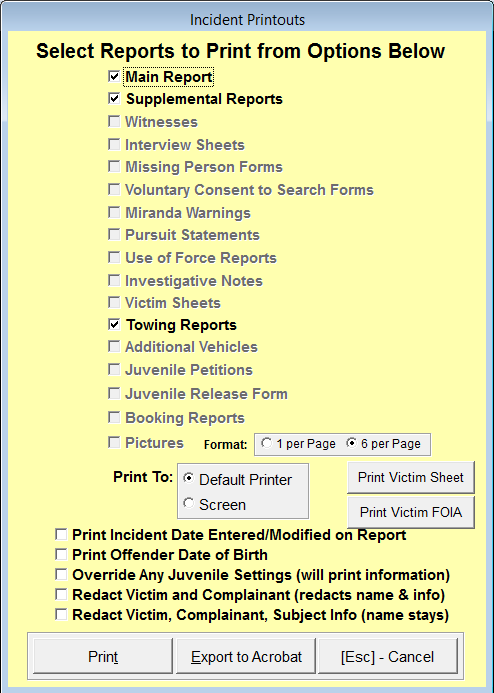 Incident Printouts
Select Reports to Print from Options Below
Main Report
Supplemental Reports
Witnesses
Interview Sheets
Missing Person Forms
Voluntary Consent to Search Forms
Miranda Warnings
Pursuit Statements
Use of Force Reports
Investigative Notes
Victim Sheets
Towing Reports
Additional Vehicles
Juvenile Petitions
Juvenile Release Form
Booking Reports
Pictures Format: 1 per Page 6 per Page
Print To: Default Printer Print Victim Sheet
Screen Print Victim FOIA
Print Incident Date Entered/Modified on Report
Print Offender Date of Birth
Override Any Juvenile Settings (will print information)
Redact Victim and Complainant (redacts name & info)
Redact Victim, Complainant, Subject Info (name stays)
Print Export to Acrobat [Esc] - Cancel